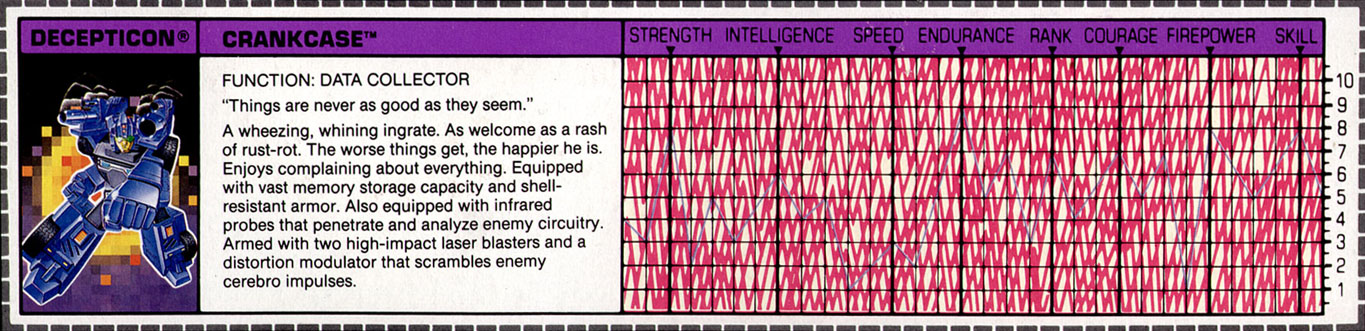 DECEPTICON®
CRANKCASE™
STRENGTH INTELLIGENCE SPEED ENDURANCE RANK COURAGE FIREPOWER SKILL
FUNCTION: DATA COLLECTOR
“Things are never as good as they seem.”
A wheezing, whining ingrate. As welcome as a rash
of rust-rot. The worse things get, the happier he is.
Enjoys complaining about everything. Equipped
with vast memory storage capacity and shell-
resistant armor. Also equipped with infrared
probes that penetrate and analyze enemy circuitry.
Armed with two high-impact laser blasters and a
distortion modulator that scrambles enemy
cerebro impulses.
10
9
8
7
6
5
4
3
2
1